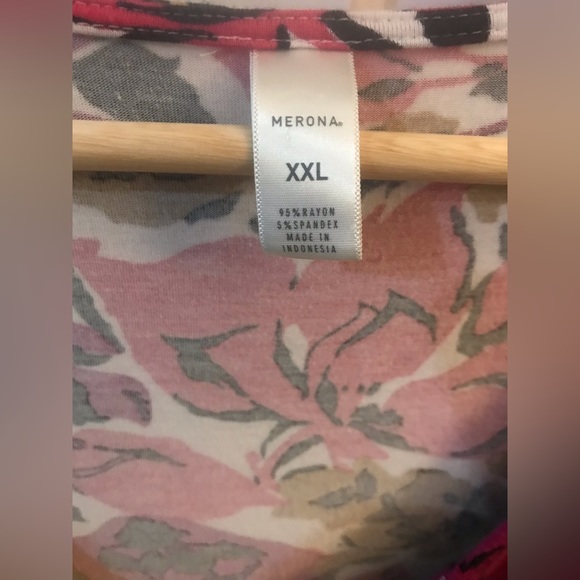 MERONA®
XXL
95%RAYON
5%SPANDEX
MADE IN
INDONESIA